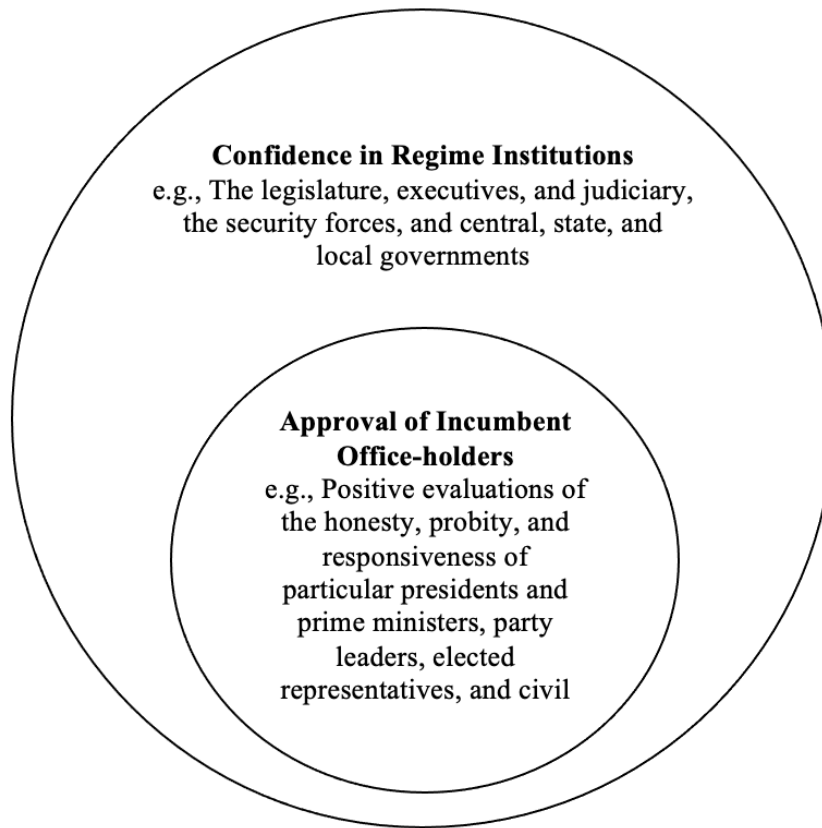 Confidence in Regime Institutions
e.g., The legislature, executives, and judiciary,
the security forces, and central, state, and
local governments
Approval of Incumbent
Office-holders
e.g., Positive evaluations of
the honesty, probity, and
responsiveness of
particular presidents and
prime ministers, party
leaders, elected
representatives, and civil